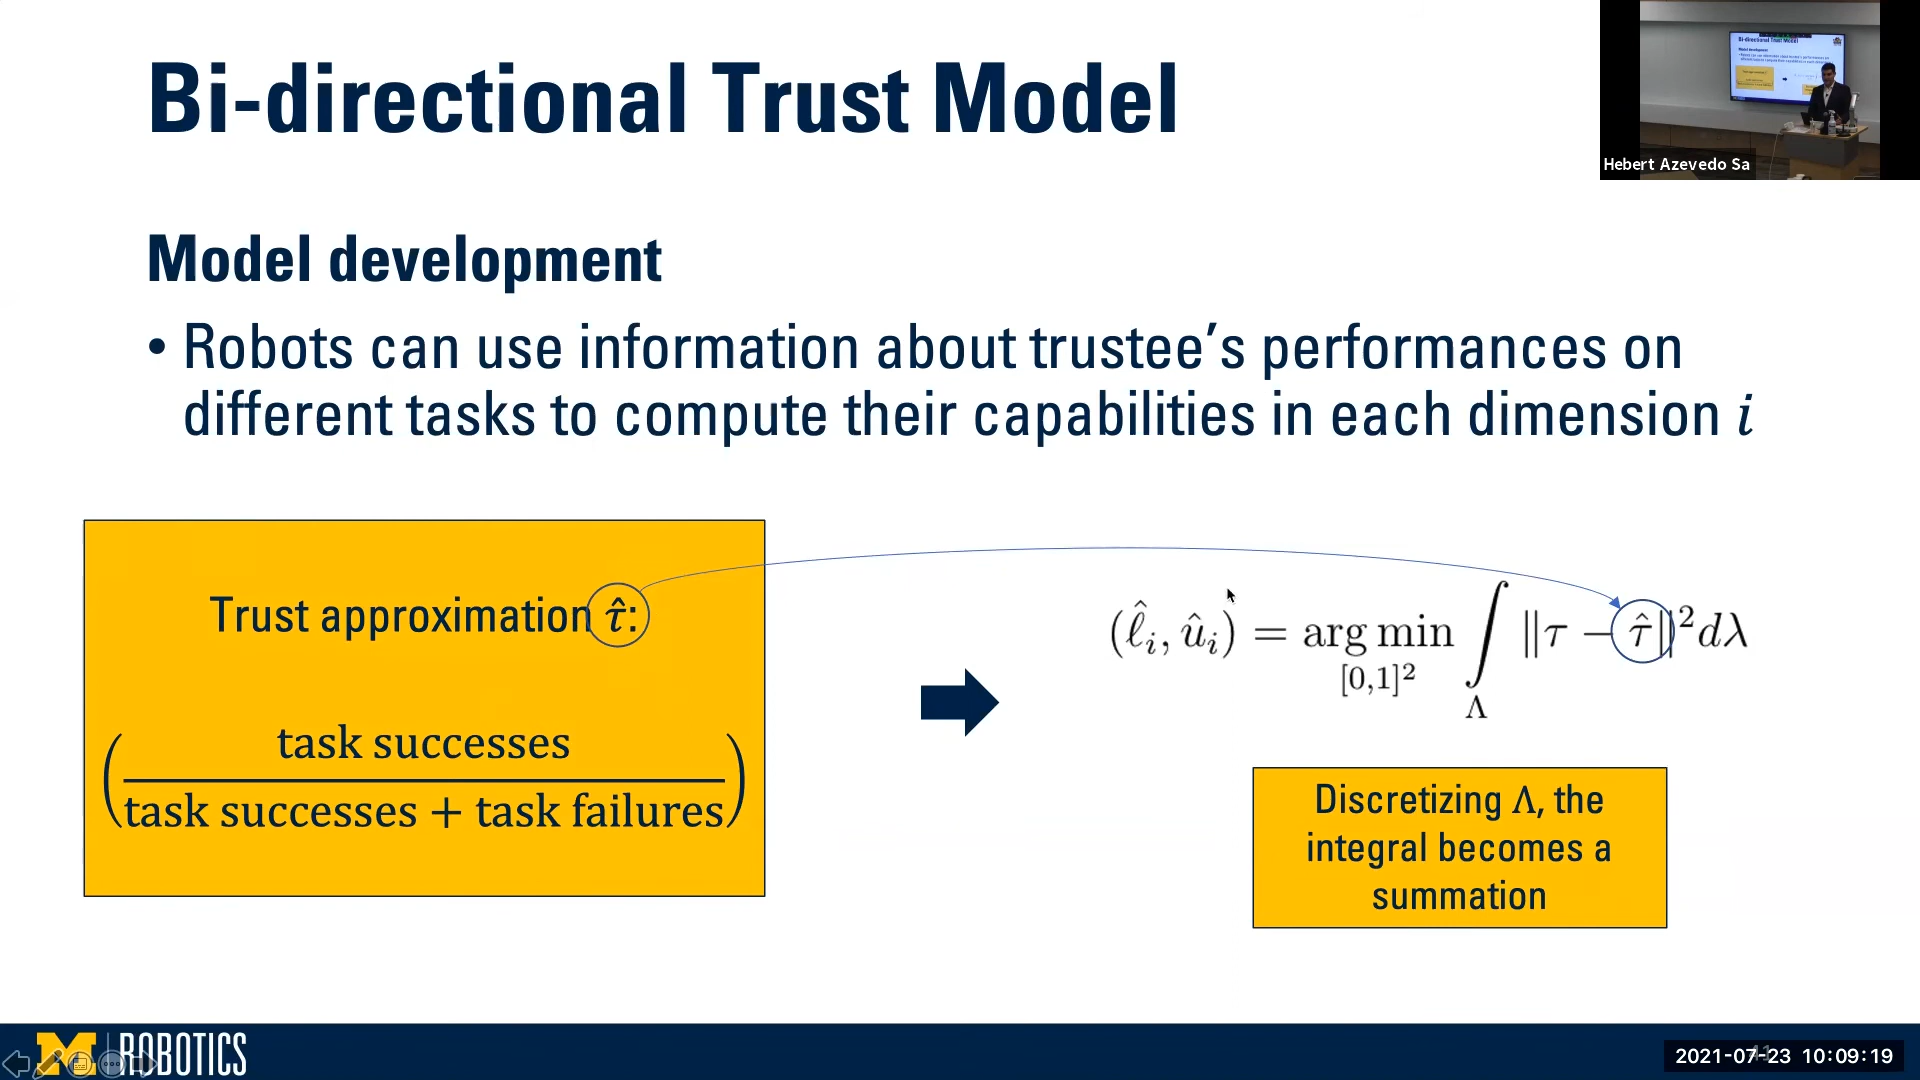 Bi-directional Trust Model
Hebert Azevedo Sa
Model development
• Robots can use information about trustee’s performances on
different tasks to compute their capabilities in each dimension i
Trust approximation τ̂:
(task successes / task successes + task failures)
(ℓ̂ᵢ, ûᵢ) = arg min ∫ ‖τ − τ̂‖² dλ
[0,1]²
Λ
Discretizing Λ, the
integral becomes a
summation
M ROBOTICS
2021-07-23 10:09:19